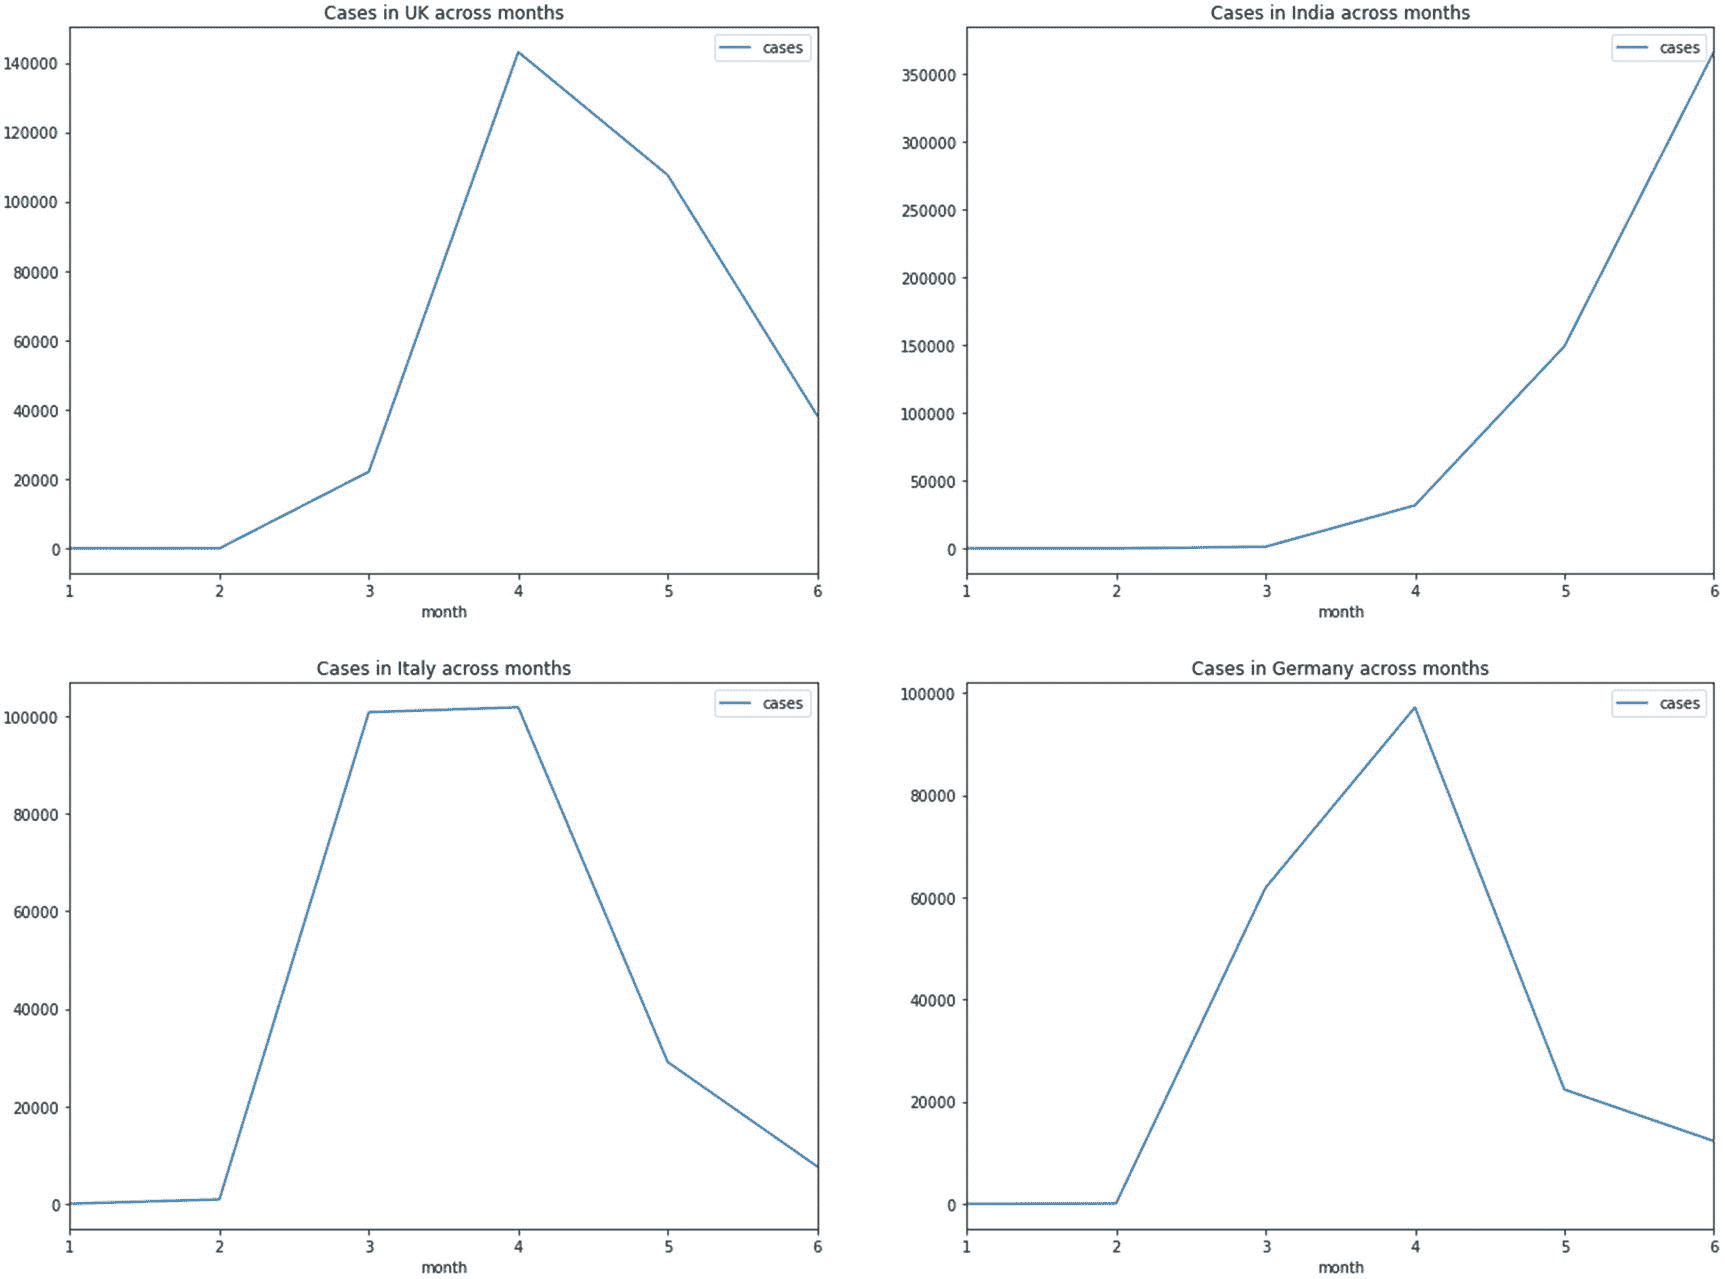 Cases in UK across months
cases
140000
120000
100000
80000
60000
40000
20000
0
1 2 3 4 5 6
month
Cases in India across months
cases
350000
300000
250000
200000
150000
100000
50000
0
1 2 3 4 5 6
month
Cases in Italy across months
cases
100000
80000
60000
40000
20000
0
1 2 3 4 5 6
month
Cases in Germany across months
cases
100000
80000
60000
40000
20000
0
1 2 3 4 5 6
month